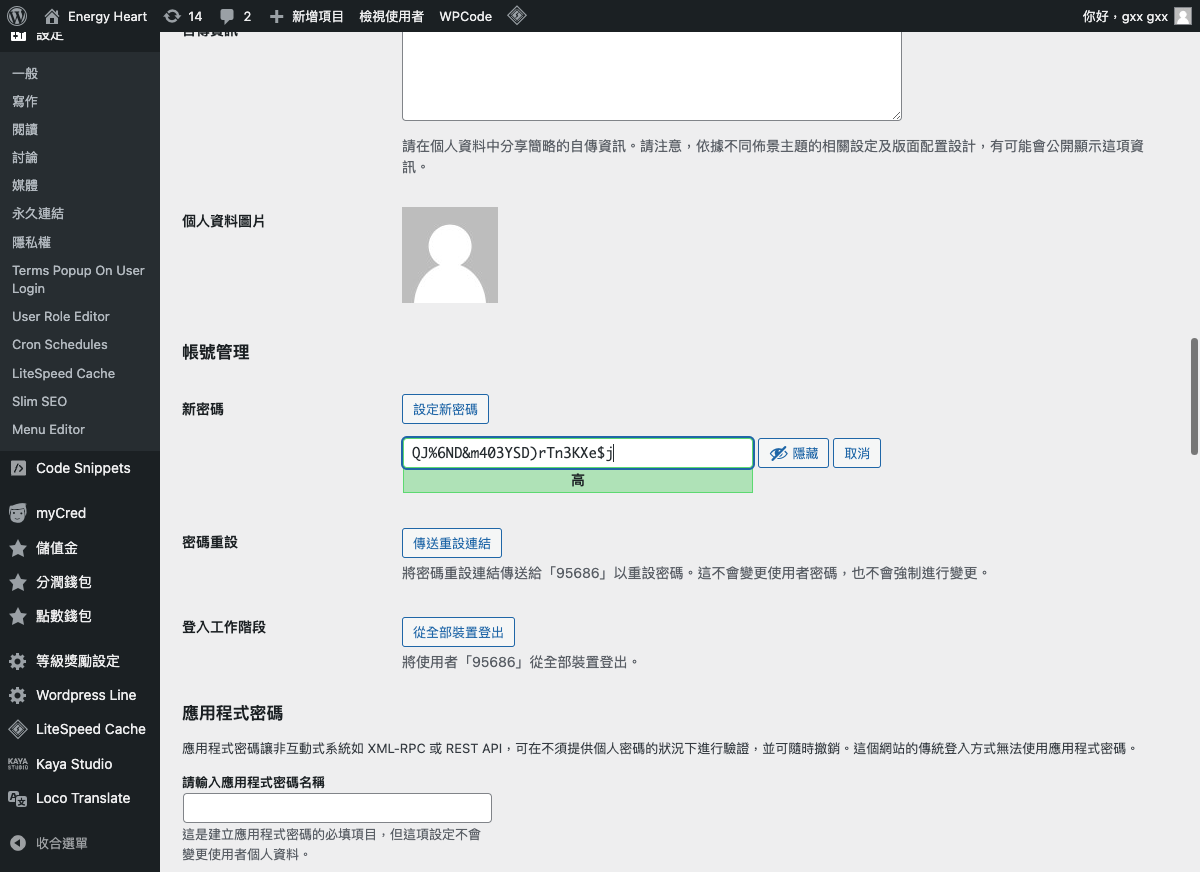 Energy Heart 14 2 新增項目 檢視使用者 WPCode 你好，gxx gxx
設定
一般
寫作
閱讀
討論
媒體
永久連結
隱私權
Terms Popup On User
Login
User Role Editor
Cron Schedules
LiteSpeed Cache
Slim SEO
Menu Editor
Code Snippets
myCred
儲值金
分潤錢包
點數錢包
等級獎勵設定
Wordpress Line
LiteSpeed Cache
KAYA STUDIO Kaya Studio
Loco Translate
收合選單
自傳資訊
請在個人資料中分享簡略的自傳資訊。請注意，依據不同佈景主題的相關設定及版面配置設計，有可能會公開顯示這項資
訊。
個人資料圖片
帳號管理
新密碼
設定新密碼
QJ%6ND&m403YSD)rTn3KXe$j 隱藏 取消
高
密碼重設
傳送重設連結
將密碼重設連結傳送給「95686」以重設密碼。這不會變更使用者密碼，也不會強制進行變更。
登入工作階段
從全部裝置登出
將使用者「95686」從全部裝置登出。
應用程式密碼
應用程式密碼讓非互動式系統如 XML-RPC 或 REST API，可在不須提供個人密碼的狀況下進行驗證，並可隨時撤銷。這個網站的傳統登入方式無法使用應用程式密碼。
請輸入應用程式密碼名稱
這是建立應用程式密碼的必填項目，但這項設定不會
變更使用者個人資料。